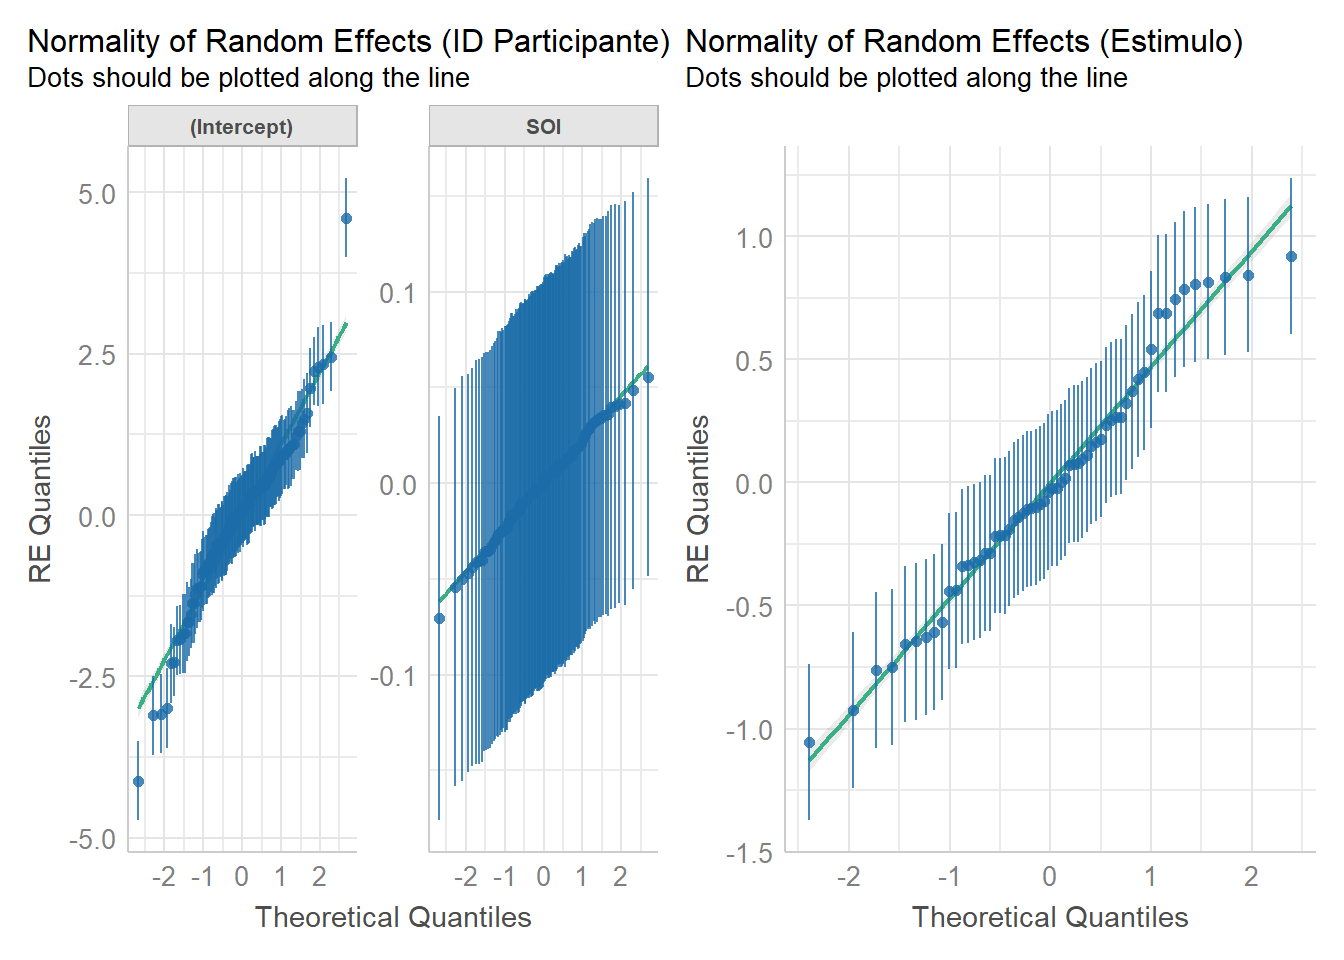 Normality of Random Effects (ID Participante)
Dots should be plotted along the line
(Intercept)
SOI
5.0
2.5
0.0
-2.5
-5.0
0.1
0.0
-0.1
-2 -1 0 1 2
-2 -1 0 1 2
RE Quantiles
Theoretical Quantiles
Normality of Random Effects (Estimulo)
Dots should be plotted along the line
1.0
0.5
0.0
-0.5
-1.0
-1.5
-2 -1 0 1 2
RE Quantiles
Theoretical Quantiles